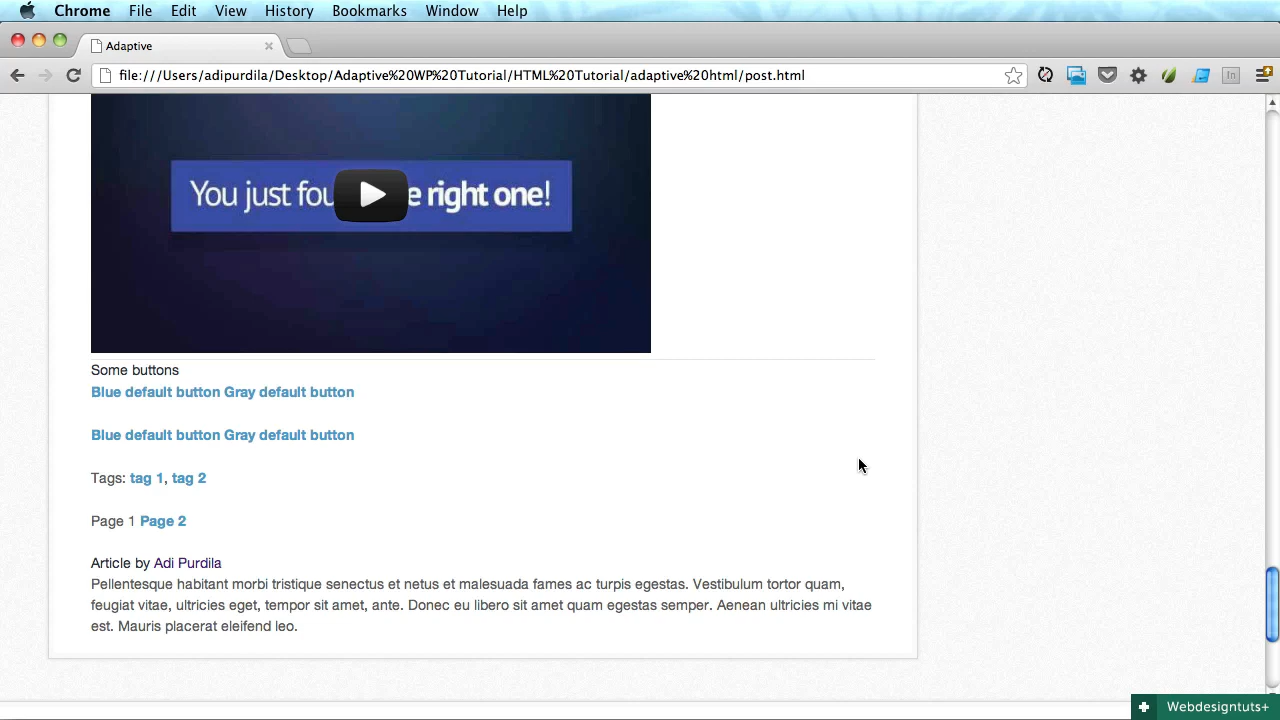 Chrome File Edit View History Bookmarks Window Help
Adaptive
file:///Users/adipurdila/Desktop/Adaptive%20WP%20Tutorial/HTML%20Tutorial/adaptive%20html/post.html
You just fou e right one!
Some buttons
Blue default button Gray default button
Blue default button Gray default button
Tags: tag 1, tag 2
Page 1 Page 2
Article by Adi Purdila
Pellentesque habitant morbi tristique senectus et netus et malesuada fames ac turpis egestas. Vestibulum tortor quam,
feugiat vitae, ultricies eget, tempor sit amet, ante. Donec eu libero sit amet quam egestas semper. Aenean ultricies mi vitae
est. Mauris placerat eleifend leo.
Webdesigntuts+